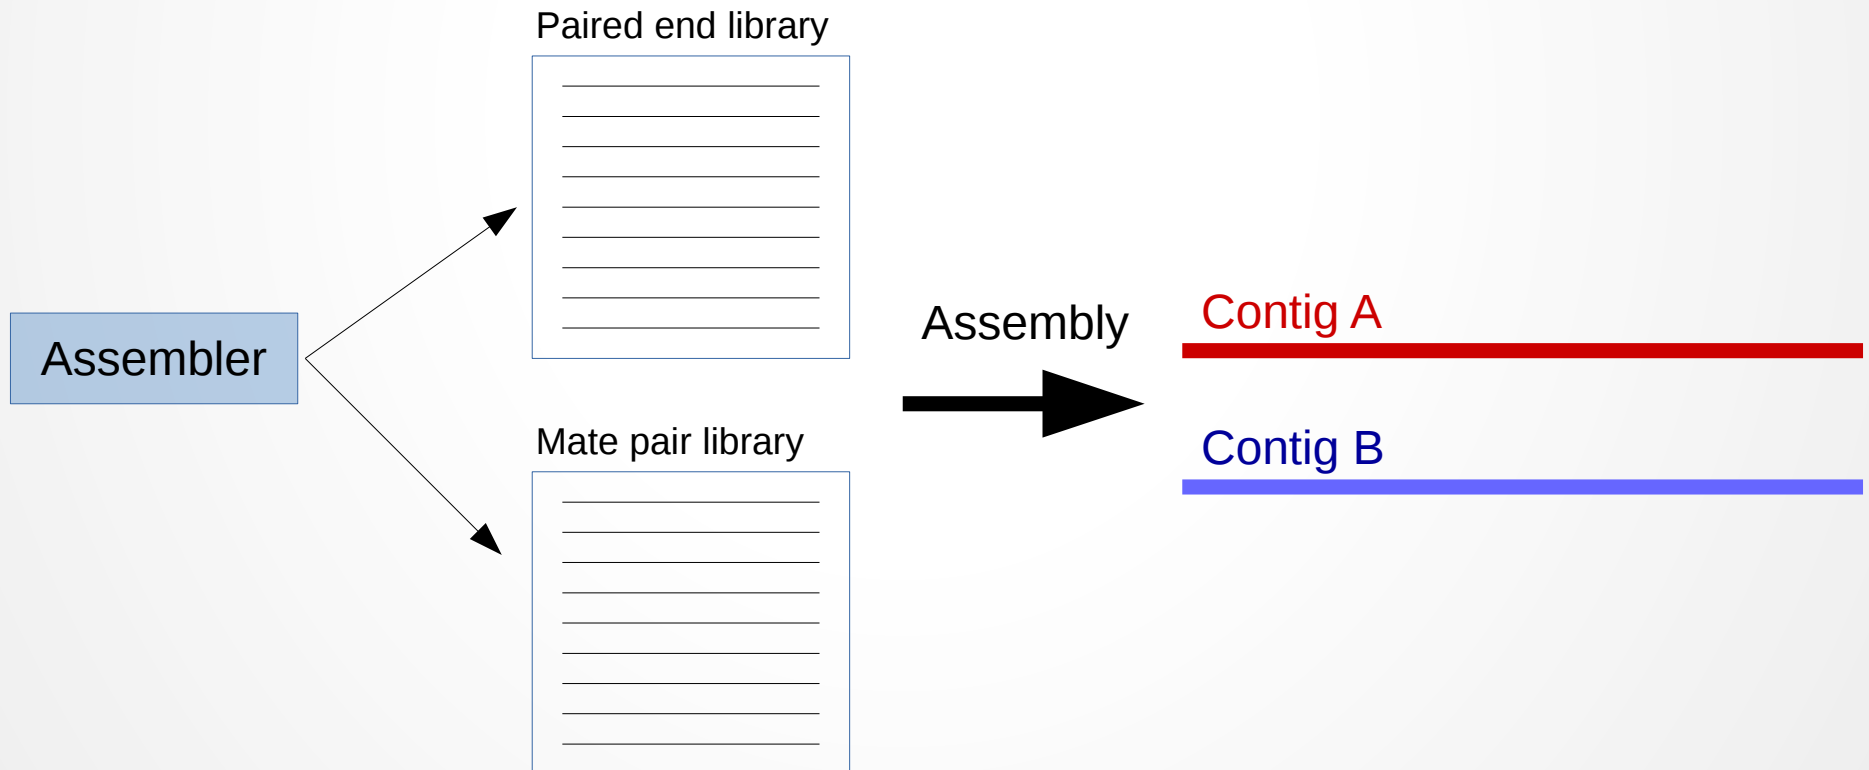 Paired end library
Assembler
Assembly
Contig A
Mate pair library
Contig B